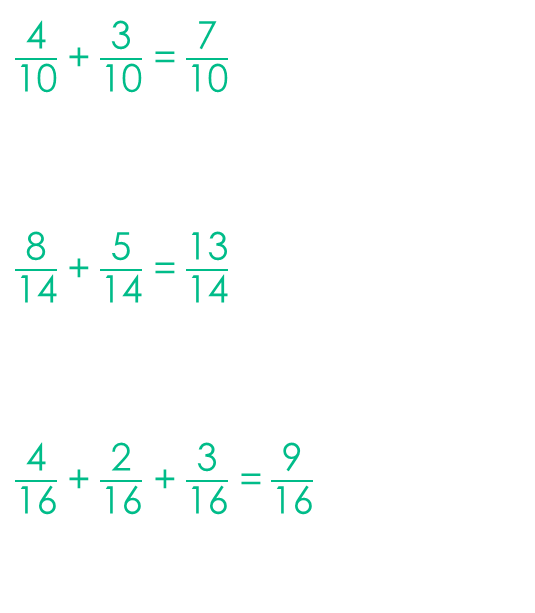 4/10 + 3/10 = 7/10
8/14 + 5/14 = 13/14
4/16 + 2/16 + 3/16 = 9/16